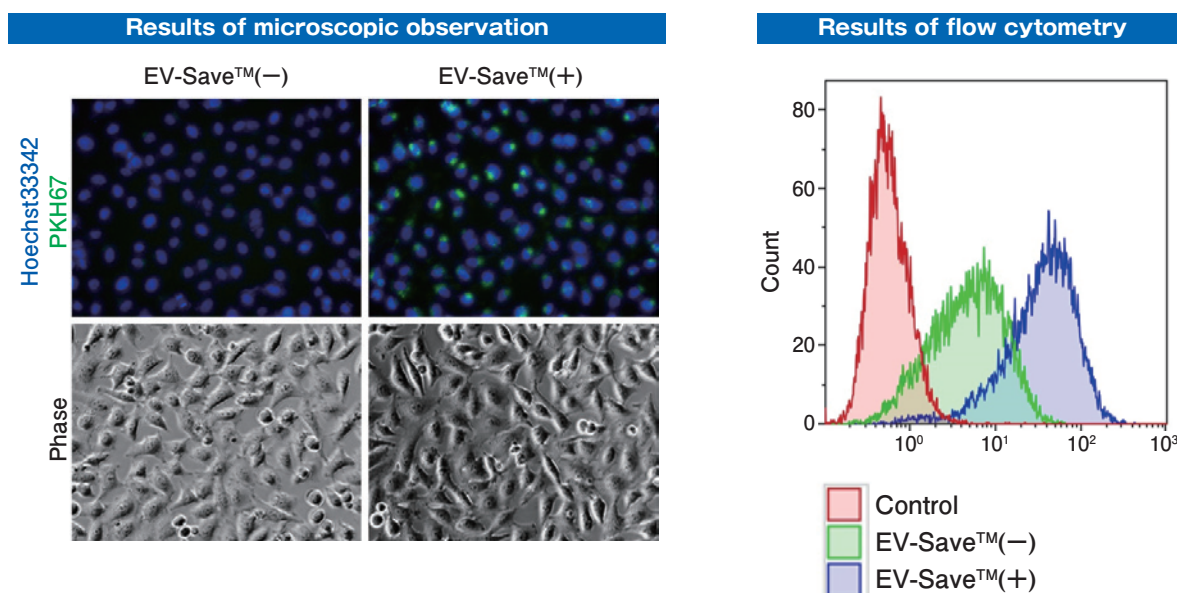 Results of microscopic observation
EV-Save™(−)
EV-Save™(+)
Hoechst33342
PKH67
Phase
Results of flow cytometry
80
60
40
20
0
Count
10⁰
10¹
10²
10³
Control
EV-Save™(−)
EV-Save™(+)